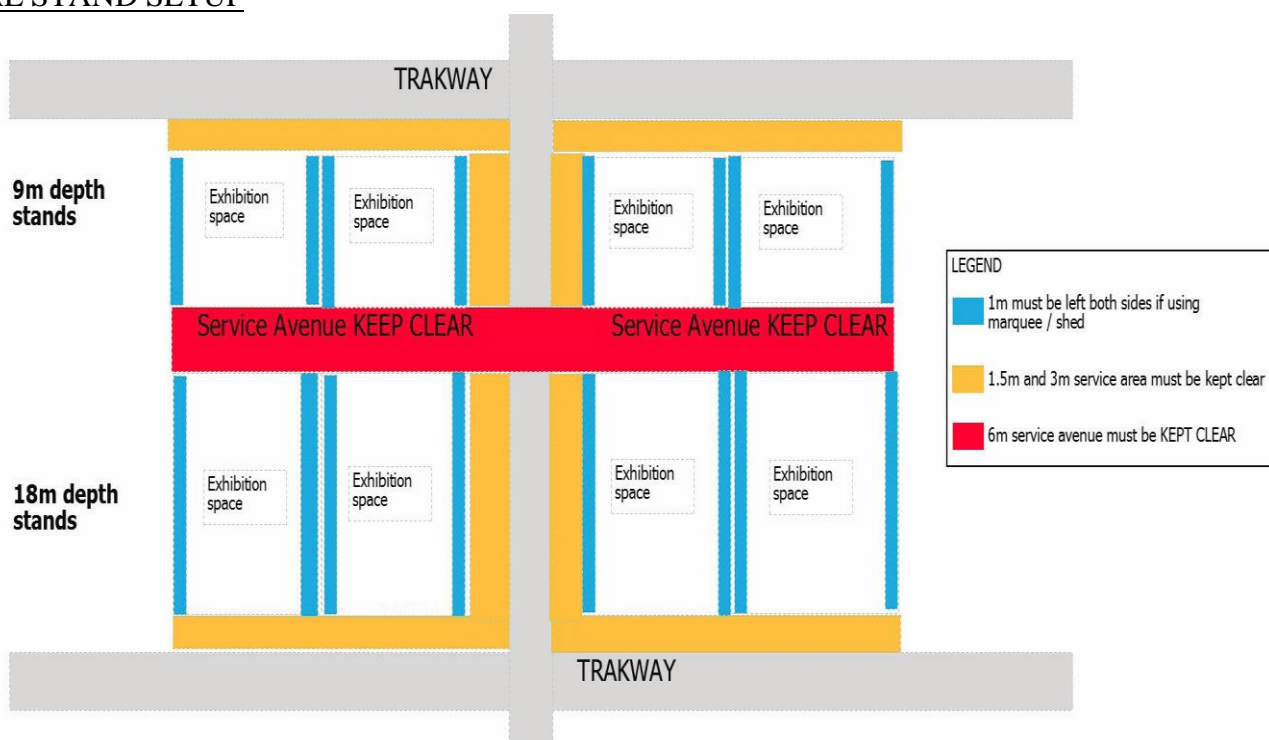 STAND SETUP
TRAKWAY
9m depth
stands
Exhibition
space
Exhibition
space
Exhibition
space
Exhibition
space
Service Avenue KEEP CLEAR
Service Avenue KEEP CLEAR
LEGEND
1m must be left both sides if using
marquee / shed
1.5m and 3m service area must be kept clear
6m service avenue must be KEPT CLEAR
18m depth
stands
Exhibition
space
Exhibition
space
Exhibition
space
Exhibition
space
TRAKWAY